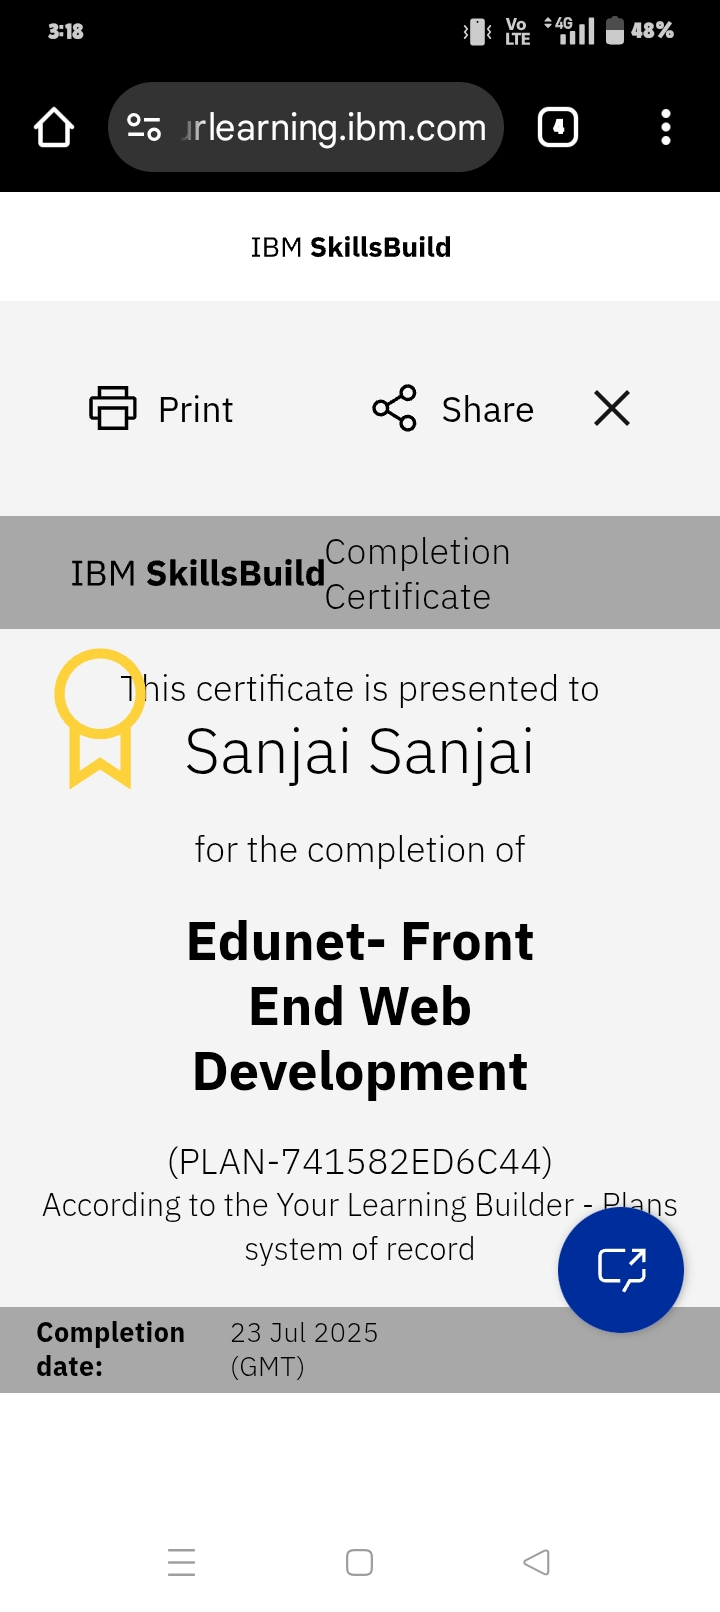 3:18
Vo
LTE
4G
48%
urlearning.ibm.com
4
IBM SkillsBuild
Print
Share
IBM SkillsBuild
Completion
Certificate
This certificate is presented to
Sanjai Sanjai
for the completion of
Edunet- Front
End Web
Development
(PLAN-741582ED6C44)
According to the Your Learning Builder - Plans
system of record
Completion
date:
23 Jul 2025
(GMT)